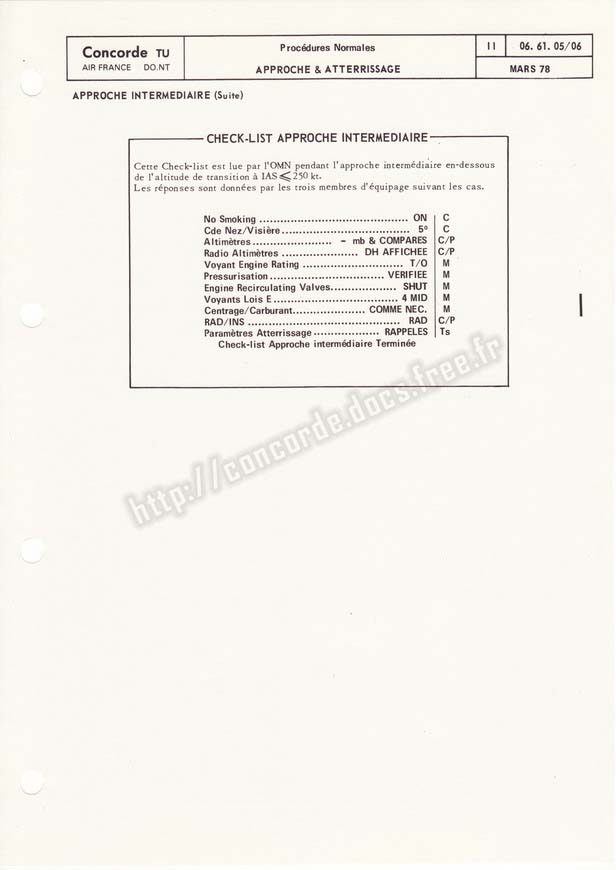 Concorde TU
AIR FRANCE DO.NT
Procédures Normales
APPROCHE & ATTERRISSAGE
II
06. 61. 05/06
MARS 78
APPROCHE INTERMEDIAIRE (Suite)
CHECK-LIST APPROCHE INTERMEDIAIRE
Cette Check-list est lue par l'OMN pendant l'approche intermédiaire en-dessous
de l'altitude de transition à IAS ⩽ 250 kt.
Les réponses sont données par les trois membres d'équipage suivant les cas.
No Smoking ........................................... ON C
Cde Nez/Visière..................................... 5° C
Altimètres....................... – mb & COMPARES C/P
Radio Altimètres ...................... DH AFFICHEE C/P
Voyant Engine Rating ............................. T/O M
Pressurisation ................................. VERIFIEE M
Engine Recirculating Valves................... SHUT M
Voyants Lois E.................................... 4 MID M
Centrage/Carburant..................... COMME NEC. M
RAD/INS ............................................ RAD C/P
Paramètres Atterrissage................... RAPPELES Ts
Check-list Approche intermédiaire Terminée
http://concorde.docs.free.fr